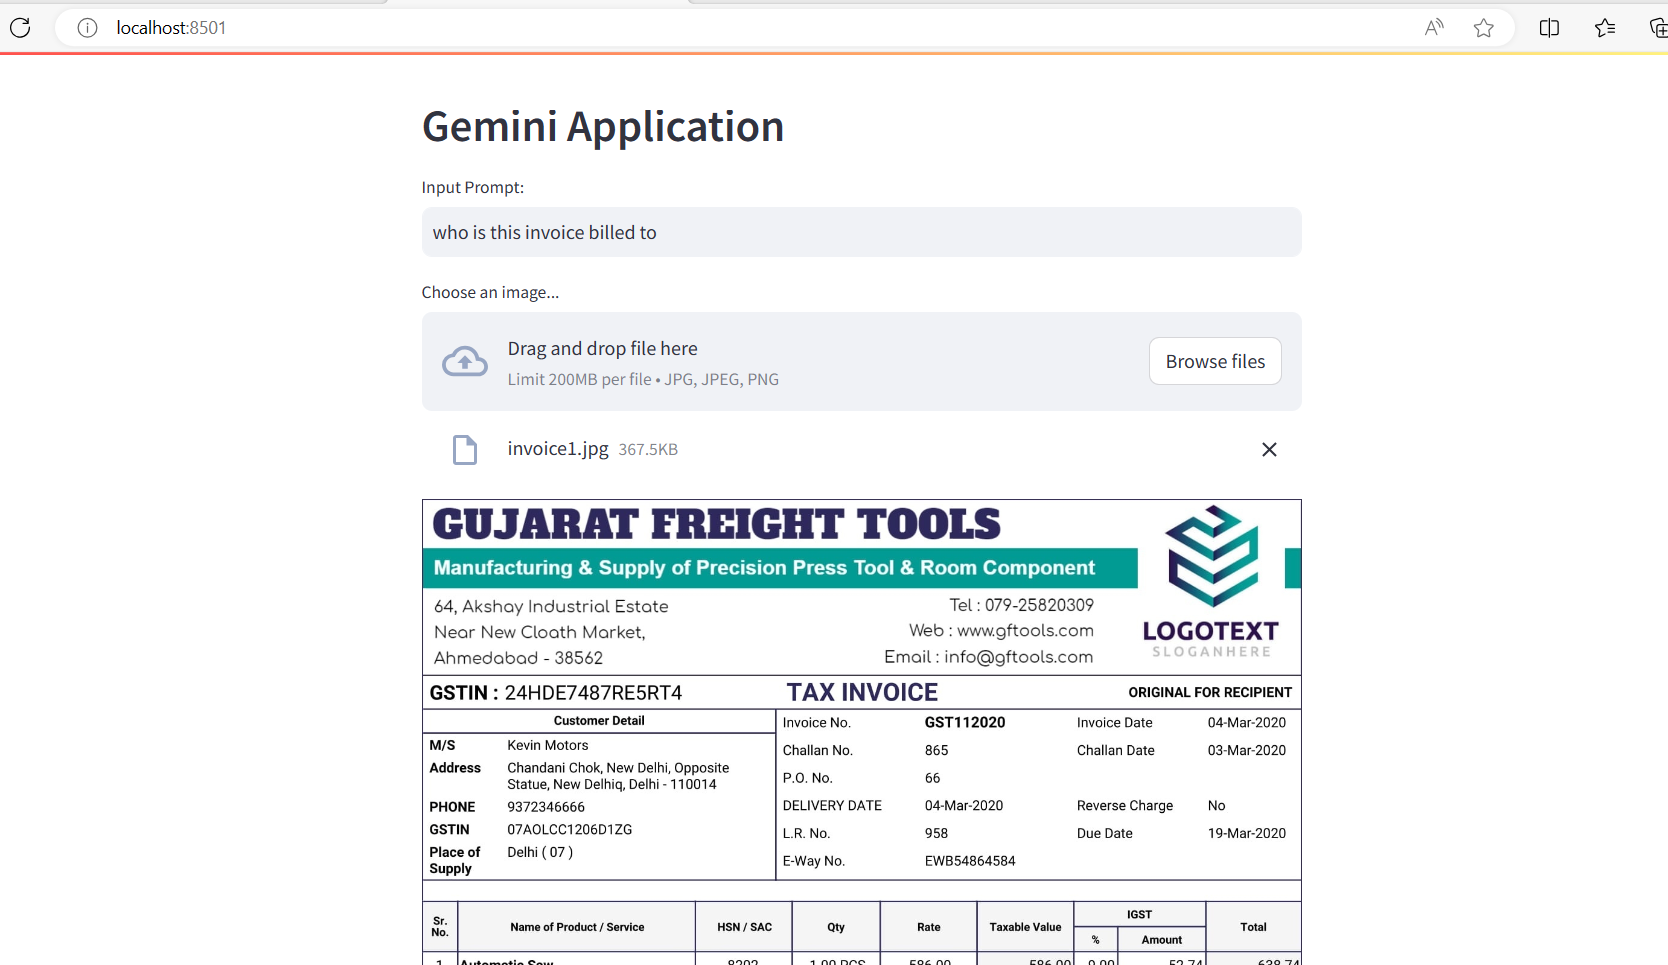 localhost:8501
Gemini Application
Input Prompt:
who is this invoice billed to
Choose an image...
Drag and drop file here
Limit 200MB per file • JPG, JPEG, PNG
Browse files
invoice1.jpg 367.5KB
GUJARAT FREIGHT TOOLS
Manufacturing & Supply of Precision Press Tool & Room Component
64, Akshay Industrial Estate
Near New Cloath Market,
Ahmedabad - 38562
Tel : 079-25820309
Web : www.gftools.com
Email : info@gftools.com
LOGOTEXT
SLOGANHERE
GSTIN : 24HDE7487RE5RT4
TAX INVOICE
ORIGINAL FOR RECIPIENT
Customer Detail
M/S Kevin Motors
Address Chandani Chok, New Delhi, Opposite
Statue, New Delhiq, Delhi - 110014
PHONE 9372346666
GSTIN 07AOLCC1206D1ZG
Place of Supply Delhi ( 07 )
Invoice No. GST112020 Invoice Date 04-Mar-2020
Challan No. 865 Challan Date 03-Mar-2020
P.O. No. 66
DELIVERY DATE 04-Mar-2020 Reverse Charge No
L.R. No. 958 Due Date 19-Mar-2020
E-Way No. EWB54864584
Sr. No. Name of Product / Service HSN / SAC Qty Rate Taxable Value IGST Total
% Amount
1 Automatic Saw 8202 1.00 PCS 586.00 586.00 9.00 52.74 638.74